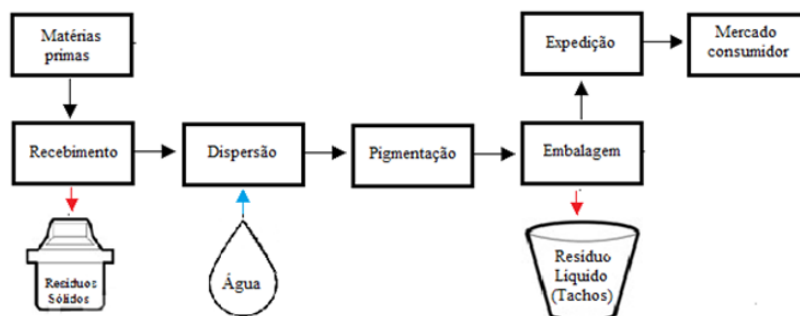 Matérias
primas
Recebimento
Resíduos
Sólidos
Dispersão
Água
Pigmentação
Embalagem
Resíduo
Líquido
(Tachos)
Expedição
Mercado
consumidor